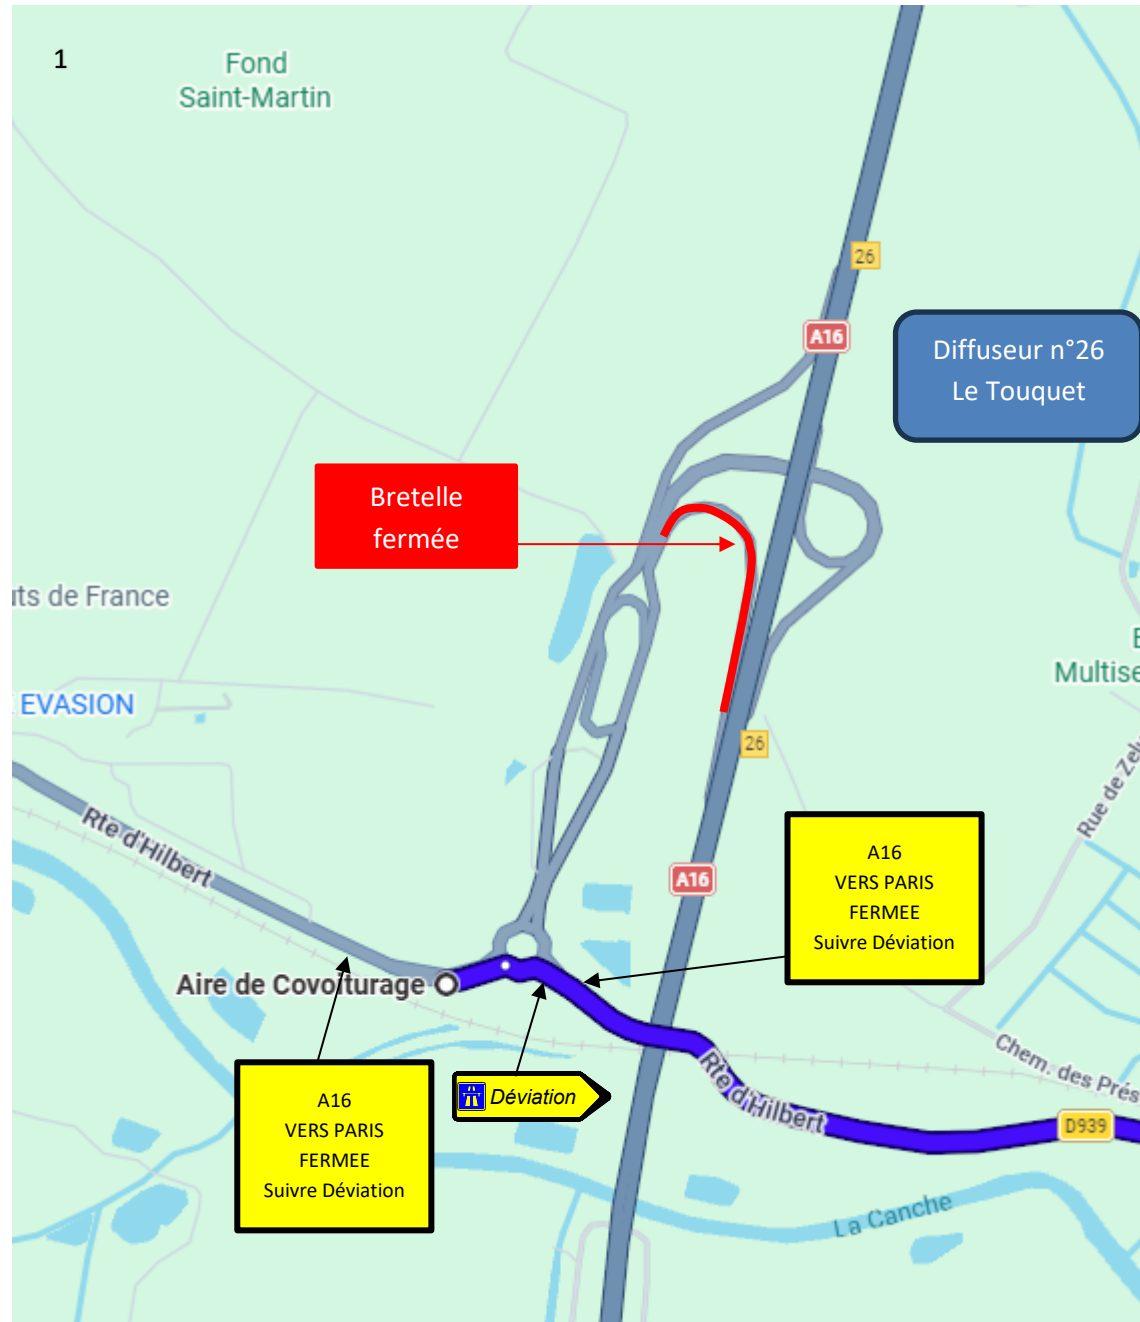 1
Fond
Saint-Martin
26
A16
Diffuseur n°26
Le Touquet
Bretelle
fermée
uts de France
E
Multise
EVASION
26
Rue de Zelu
Rte d'Hilbert
A16
VERS PARIS
FERMEE
Suivre Déviation
A16
Aire de Covoiturage
Chem. des Prés
Rte d'Hilbert
A16
VERS PARIS
FERMEE
Suivre Déviation
Déviation
D939
La Canche